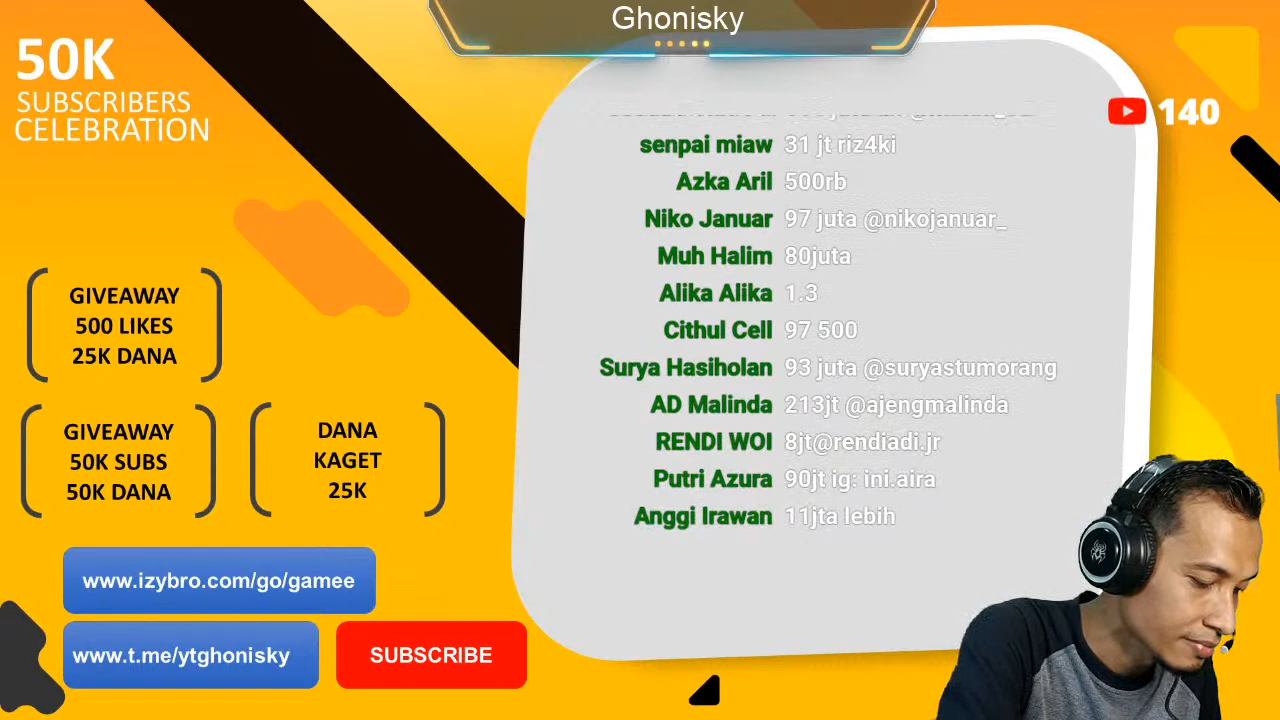 Ghonisky
50K
SUBSCRIBERS
CELEBRATION
140
senpai miaw 31 jt riz4ki
Azka Aril 500rb
Niko Januar 97 juta @nikojanuar_
Muh Halim 80juta
Alika Alika 1.3
Cithul Cell 97 500
Surya Hasiholan 93 juta @suryastumorang
AD Malinda 213jt @ajengmalinda
RENDI WOI 8jt@rendiadi.jr
Putri Azura 90jt ig: ini.aira
Anggi Irawan 11jta lebih
GIVEAWAY
500 LIKES
25K DANA
GIVEAWAY
50K SUBS
50K DANA
DANA
KAGET
25K
www.izybro.com/go/gamee
www.t.me/ytghonisky
SUBSCRIBE